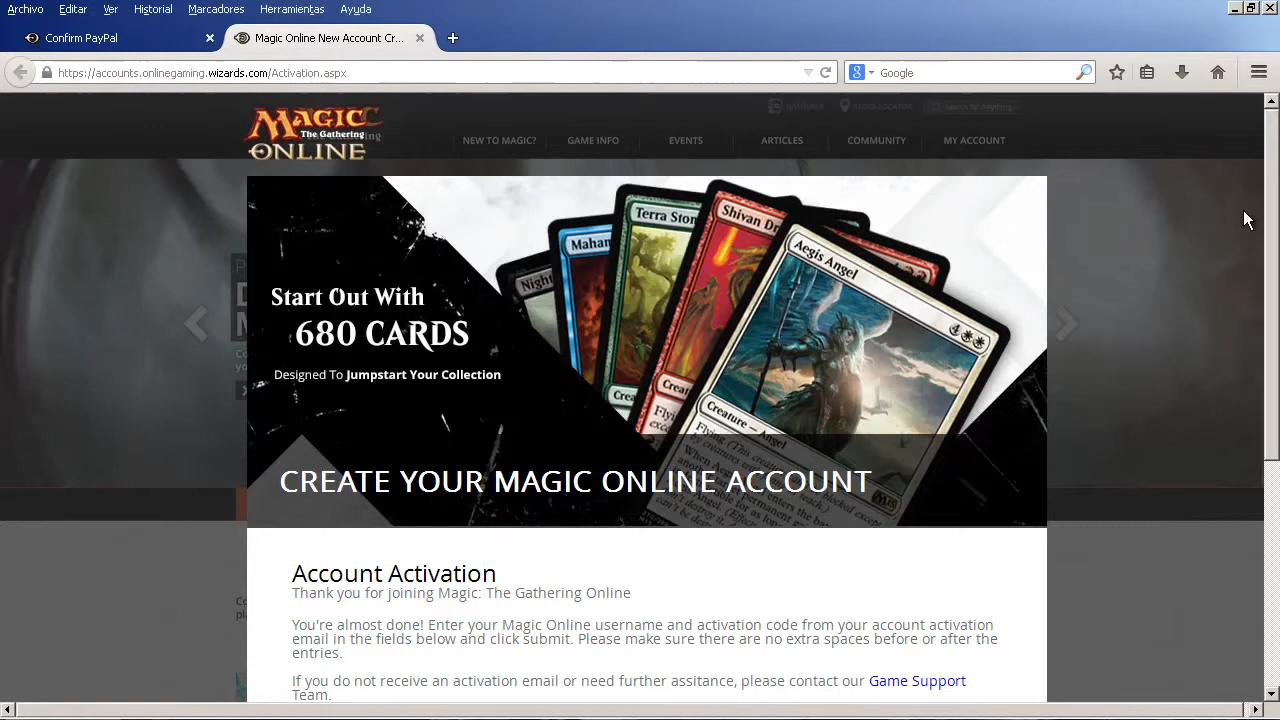 Archivo Editar Ver Historial Marcadores Herramientas Ayuda
Confirm PayPal
Magic Online New Account Cr...
https://accounts.onlinegaming.wizards.com/Activation.aspx
Google
MAGIC
The Gathering
ONLINE
NEW TO MAGIC? GAME INFO EVENTS ARTICLES COMMUNITY MY ACCOUNT
Start Out With
680 CARDS
Designed To Jumpstart Your Collection
Night
Maham
Terra Ston
Shivan Dr
Aegis Angel
4
Creature — Angel
CREATE YOUR MAGIC ONLINE ACCOUNT
Account Activation
Thank you for joining Magic: The Gathering Online
You're almost done! Enter your Magic Online username and activation code from your account activation
email in the fields below and click submit. Please make sure there are no extra spaces before or after the
entries.
If you do not receive an activation email or need further assitance, please contact our Game Support
Team.